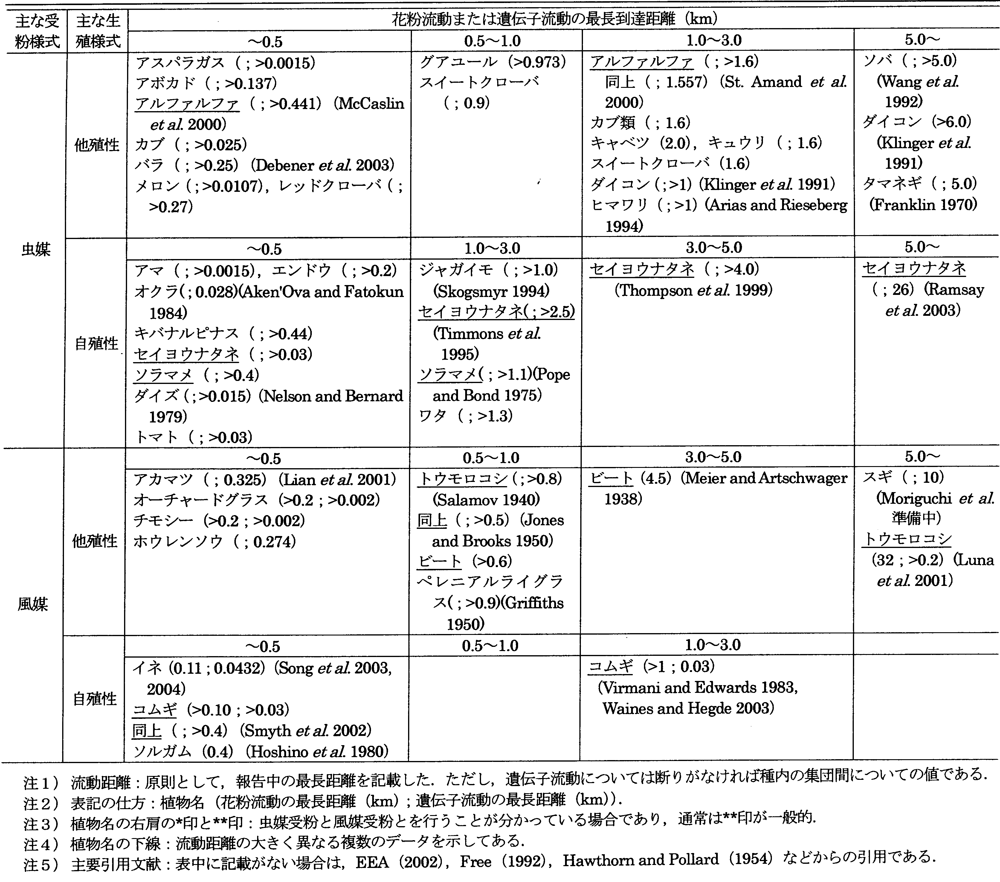 主な受
粉様式
主な生
殖様式
花粉流動または遺伝子流動の最長到達距離（km）
～0.5
0.5～1.0
1.0～3.0
5.0～
虫媒
他殖性
アスパラガス（ ; >0.0015）
アボカド（ ; >0.137）
アルファルファ（ ; >0.441）（McCaslin
et al. 2000）
カブ（ ; >0.025）
バラ（ ; >0.25）（Debener et al. 2003）
メロン（ ; >0.0107），レッドクローバ（ ;
>0.27）
グアユール（>0.973）
スイートクローバ
（ ; 0.9）
アルファルファ（ ; >1.6）
同上（ ; 1.557）（St. Amand et al.
2000）
カブ類（ ; 1.6）
キャベツ（2.0），キュウリ（ ; 1.6）
スイートクローバ（1.6）
ダイコン（ ; >1）（Klinger et al. 1991）
ヒマワリ（ ; >1）（Arias and Rieseberg
1994）
ソバ（ ; >5.0）
（Wang et al.
1992）
ダイコン（>6.0）
（Klinger et al.
1991）
タマネギ（ ; 5.0）
（Franklin 1970）
自殖性
～0.5
1.0～3.0
3.0～5.0
5.0～
アマ（ ; >0.0015），エンドウ（ ; >0.2）
オクラ（ ; 0.028）（Aken'Ova and Fatokun
1984）
キバナルピナス（ ; >0.44）
セイヨウナタネ（ ; >0.03）
ソラマメ（ ; >0.4）
ダイズ（ ; >0.015）（Nelson and Bernard
1979）
トマト（ ; >0.03）
ジャガイモ（ ; >1.0）
（Skogsmyr 1994）
セイヨウナタネ（ ; >2.5）
（Timmons et al.
1995）
ソラマメ（ ; >1.1）（Pope
and Bond 1975）
ワタ（ ; >1.3）
セイヨウナタネ（ ; >4.0）
（Thompson et al. 1999）
セイヨウナタネ
（ ; 26）（Ramsay
et al. 2003）
風媒
他殖性
～0.5
0.5～1.0
3.0～5.0
5.0～
アカマツ（ ; 0.325）（Lian et al. 2001）
オーチャードグラス（>0.2 ; >0.002）
チモシー（>0.2 ; >0.002）
ホウレンソウ（ ; 0.274）
トウモロコシ（ ; >0.8）
（Salamov 1940）
同上（ ; >0.5）（Jones
and Brooks 1950）
ビート（>0.6）
ペレニアルライグラ
ス（ ; >0.9）（Griffiths
1950）
ビート（4.5）（Meier and Artschwager
1938）
スギ（ ; 10）
（Moriguchi et al.
準備中）
トウモロコシ
（32 ; >0.2）（Luna
et al. 2001）
自殖性
～0.5
0.5～1.0
1.0～3.0
イネ（0.11 ; 0.0432）（Song et al. 2003,
2004）
コムギ（>0.10 ; >0.03）
同上（ ; >0.4）（Smyth et al. 2002）
ソルガム（0.4）（Hoshino et al. 1980）
コムギ（>1 ; 0.03）
（Virmani and Edwards 1983,
Waines and Hegde 2003）
注1） 流動距離：原則として，報告中の最長距離を記載した．ただし，遺伝子流動については断りがなければ種内の集団間についての値である．
注2） 表記の仕方：植物名（花粉流動の最長距離（km）; 遺伝子流動の最長距離（km））．
注3） 植物名の右肩の*印と**印：虫媒受粉と風媒受粉とを行うことが分かっている場合であり，通常は**印が一般的．
注4） 植物名の下線：流動距離の大きく異なる複数のデータを示してある．
注5） 主要引用文献：表中に記載がない場合は，EEA（2002），Free（1992），Hawthorn and Pollard（1954）などからの引用である．